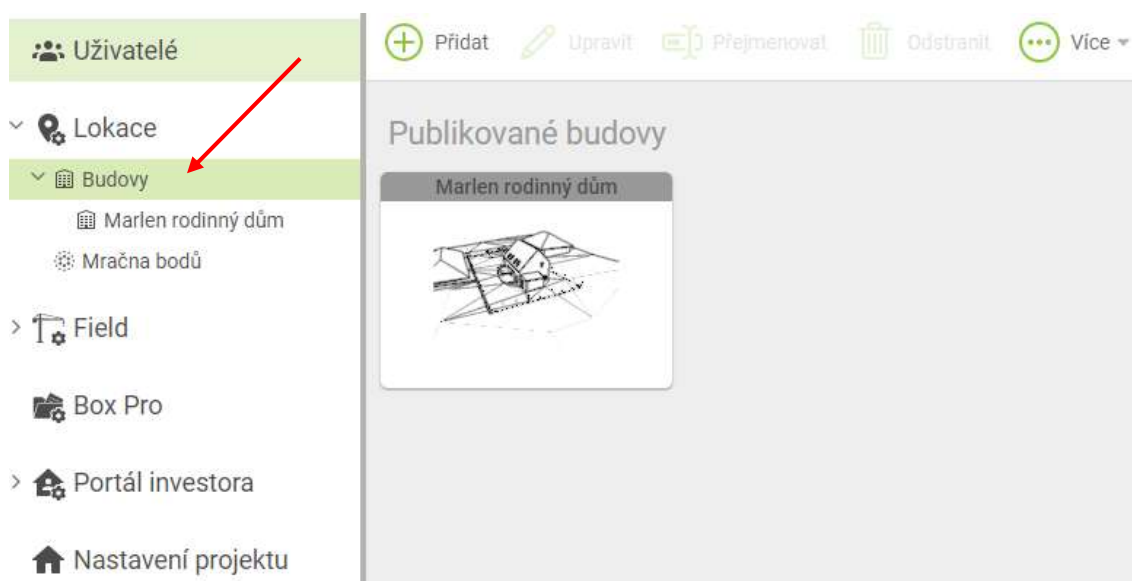 Uživatelé
Lokace
Budovy
Marlen rodinný dům
Mračna bodů
Field
Box Pro
Portál investora
Nastavení projektu
Přidat Upravit Přejmenovat Odstranit Více
Publikované budovy
Marlen rodinný dům